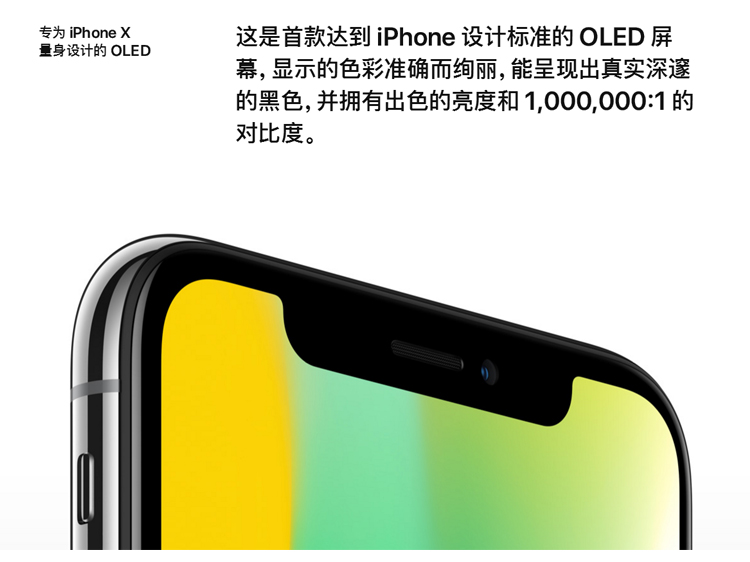 专为 iPhone X
量身设计的 OLED
这是首款达到 iPhone 设计标准的 OLED 屏
幕，显示的色彩准确而绚丽，能呈现出真实深邃
的黑色，并拥有出色的亮度和 1,000,000:1 的
对比度。